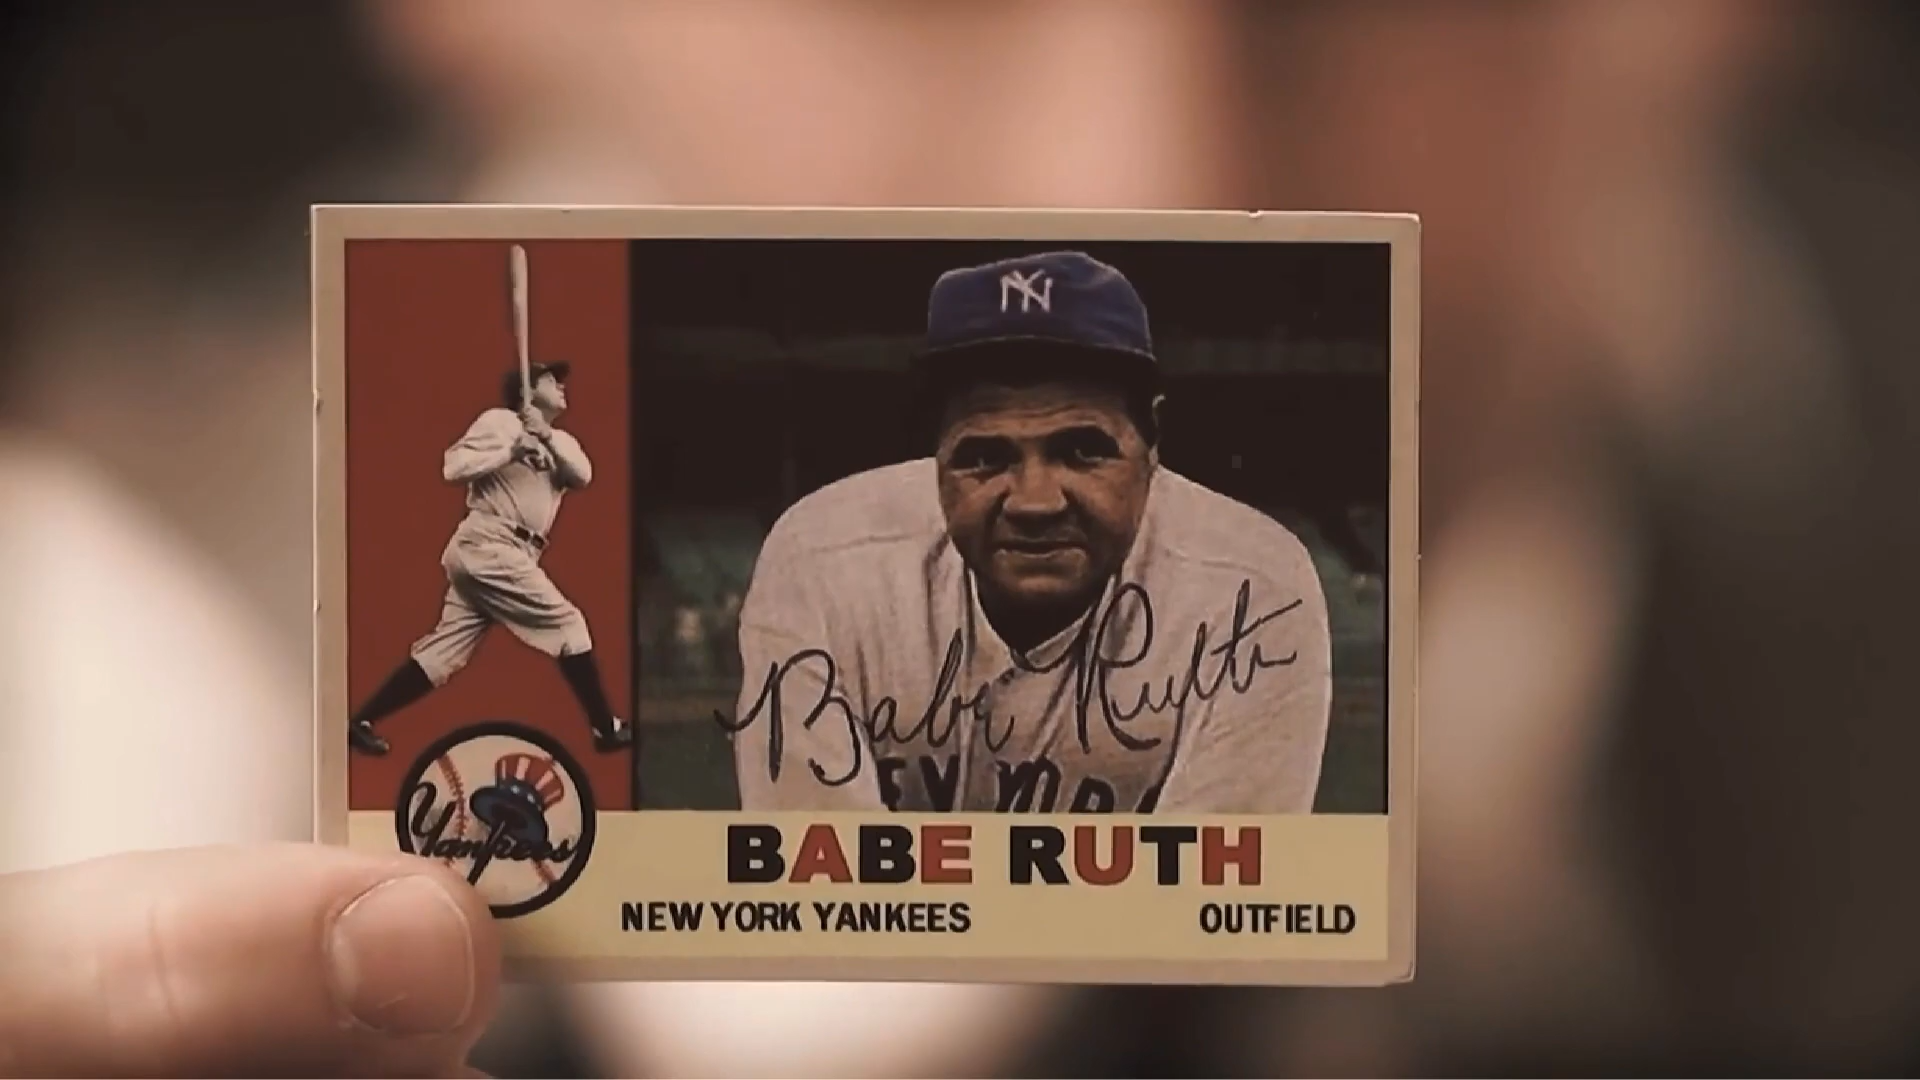 NY
Babe Ruth
Yankees
BABE RUTH
NEW YORK YANKEES
OUTFIELD